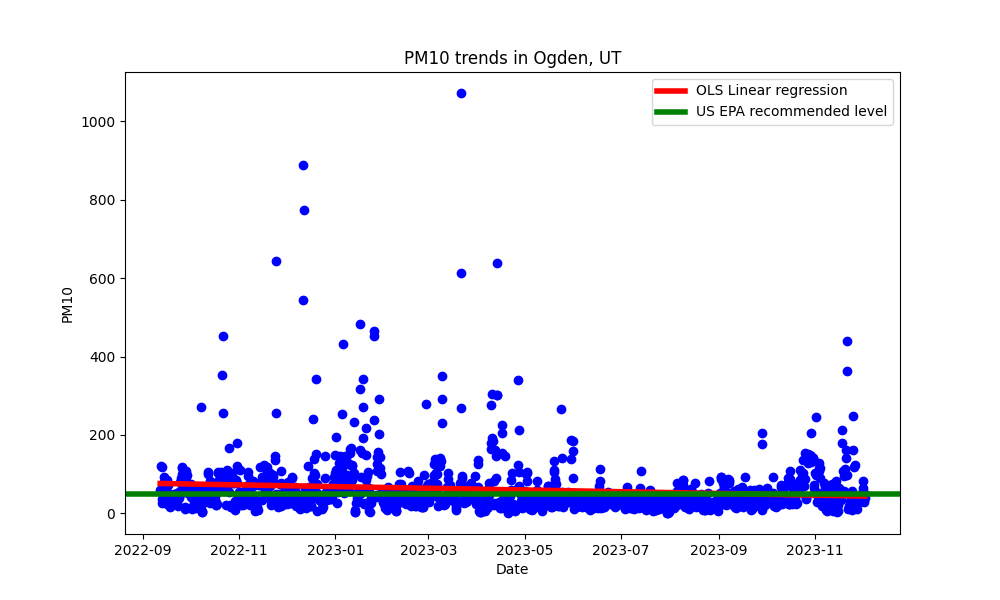 PM10 trends in Ogden, UT
OLS Linear regression
US EPA recommended level
1000
800
600
400
200
0
PM10
2022-09 2022-11 2023-01 2023-03 2023-05 2023-07 2023-09 2023-11
Date